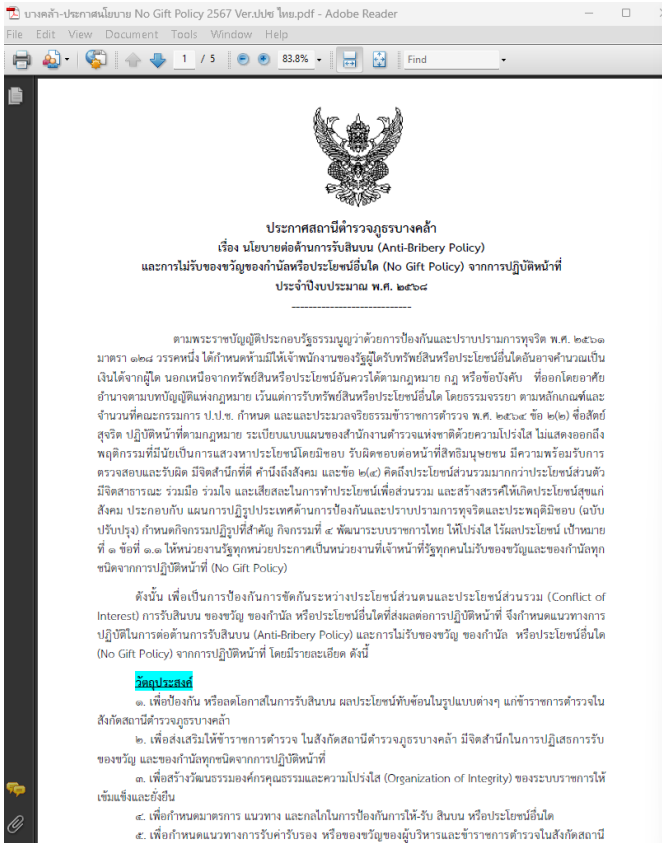 บางคล้า-ประกาศนโยบาย No Gift Policy 2567 Ver.ปปช ไทย.pdf - Adobe Reader
File Edit View Document Tools Window Help
1 / 5 83.8% Find
ประกาศสถานีตำรวจภูธรบางคล้า
เรื่อง นโยบายต่อต้านการรับสินบน (Anti-Bribery Policy)
และการไม่รับของขวัญของกำนัลหรือประโยชน์อื่นใด (No Gift Policy) จากการปฏิบัติหน้าที่
ประจำปีงบประมาณ พ.ศ. ๒๕๖๘
----------------------------
ตามพระราชบัญญัติประกอบรัฐธรรมนูญว่าด้วยการป้องกันและปราบปรามการทุจริต พ.ศ. ๒๕๖๑
มาตรา ๑๒๘ วรรคหนึ่ง ได้กำหนดห้ามมิให้เจ้าพนักงานของรัฐผู้ใดรับทรัพย์สินหรือประโยชน์อื่นใดอันอาจคำนวณเป็น
เงินได้จากผู้ใด นอกเหนือจากทรัพย์สินหรือประโยชน์อันควรได้ตามกฎหมาย กฎ หรือข้อบังคับ ที่ออกโดยอาศัย
อำนาจตามบทบัญญัติแห่งกฎหมาย เว้นแต่การรับทรัพย์สินหรือประโยชน์อื่นใด โดยธรรมจรรยา ตามหลักเกณฑ์และ
จำนวนที่คณะกรรมการ ป.ป.ช. กำหนด และและประมวลจริยธรรมข้าราชการตำรวจ พ.ศ. ๒๕๖๔ ข้อ ๒(๒) ซื่อสัตย์
สุจริต ปฏิบัติหน้าที่ตามกฎหมาย ระเบียบแบบแผนของสำนักงานตำรวจแห่งชาติด้วยความโปร่งใส ไม่แสดงออกถึง
พฤติกรรมที่มีนัยเป็นการแสวงหาประโยชน์โดยมิชอบ รับผิดชอบต่อหน้าที่สิทธิมนุษยชน มีความพร้อมรับการ
ตรวจสอบและรับผิด มีจิตสำนึกที่ดี คำนึงถึงสังคม และข้อ ๒(๔) คิดถึงประโยชน์ส่วนรวมมากกว่าประโยชน์ส่วนตัว
มีจิตสาธารณะ ร่วมมือ ร่วมใจ และเสียสละในการทำประโยชน์เพื่อส่วนรวม และสร้างสรรค์ให้เกิดประโยชน์สุขแก่
สังคม ประกอบกับ แผนการปฏิรูปประเทศด้านการป้องกันและปราบปรามการทุจริตและประพฤติมิชอบ (ฉบับ
ปรับปรุง) กำหนดกิจกรรมปฏิรูปที่สำคัญ กิจกรรมที่ ๔ พัฒนาระบบราชการไทย ให้โปร่งใส ไร้ผลประโยชน์ เป้าหมาย
ที่ ๑ ข้อที่ ๑.๑ ให้หน่วยงานรัฐทุกหน่วยประกาศเป็นหน่วยงานที่เจ้าหน้าที่รัฐทุกคนไม่รับของขวัญและของกำนัลทุก
ชนิดจากการปฏิบัติหน้าที่ (No Gift Policy)
ดังนั้น เพื่อเป็นการป้องกันการขัดกันระหว่างประโยชน์ส่วนตนและประโยชน์ส่วนรวม (Conflict of
Interest) การรับสินบน ของขวัญ ของกำนัล หรือประโยชน์อื่นใดที่ส่งผลต่อการปฏิบัติหน้าที่ จึงกำหนดแนวทางการ
ปฏิบัติในการต่อต้านการรับสินบน (Anti-Bribery Policy) และการไม่รับของขวัญ ของกำนัล หรือประโยชน์อื่นใด
(No Gift Policy) จากการปฏิบัติหน้าที่ โดยมีรายละเอียด ดังนี้
วัตถุประสงค์
๑. เพื่อป้องกัน หรือลดโอกาสในการรับสินบน ผลประโยชน์ทับซ้อนในรูปแบบต่างๆ แก่ข้าราชการตำรวจใน
สังกัดสถานีตำรวจภูธรบางคล้า
๒. เพื่อส่งเสริมให้ข้าราชการตำรวจ ในสังกัดสถานีตำรวจภูธรบางคล้า มีจิตสำนึกในการปฏิเสธการรับ
ของขวัญ และของกำนัลทุกชนิดจากการปฏิบัติหน้าที่
๓. เพื่อสร้างวัฒนธรรมองค์กรคุณธรรมและความโปร่งใส (Organization of Integrity) ของระบบราชการให้
เข้มแข็งและยั่งยืน
๔. เพื่อกำหนดมาตรการ แนวทาง และกลไกในการป้องกันการให้-รับ สินบน หรือประโยชน์อื่นใด
๕. เพื่อกำหนดแนวทางการรับค่ารับรอง หรือของขวัญของผู้บริหารและข้าราชการตำรวจในสังกัดสถานี